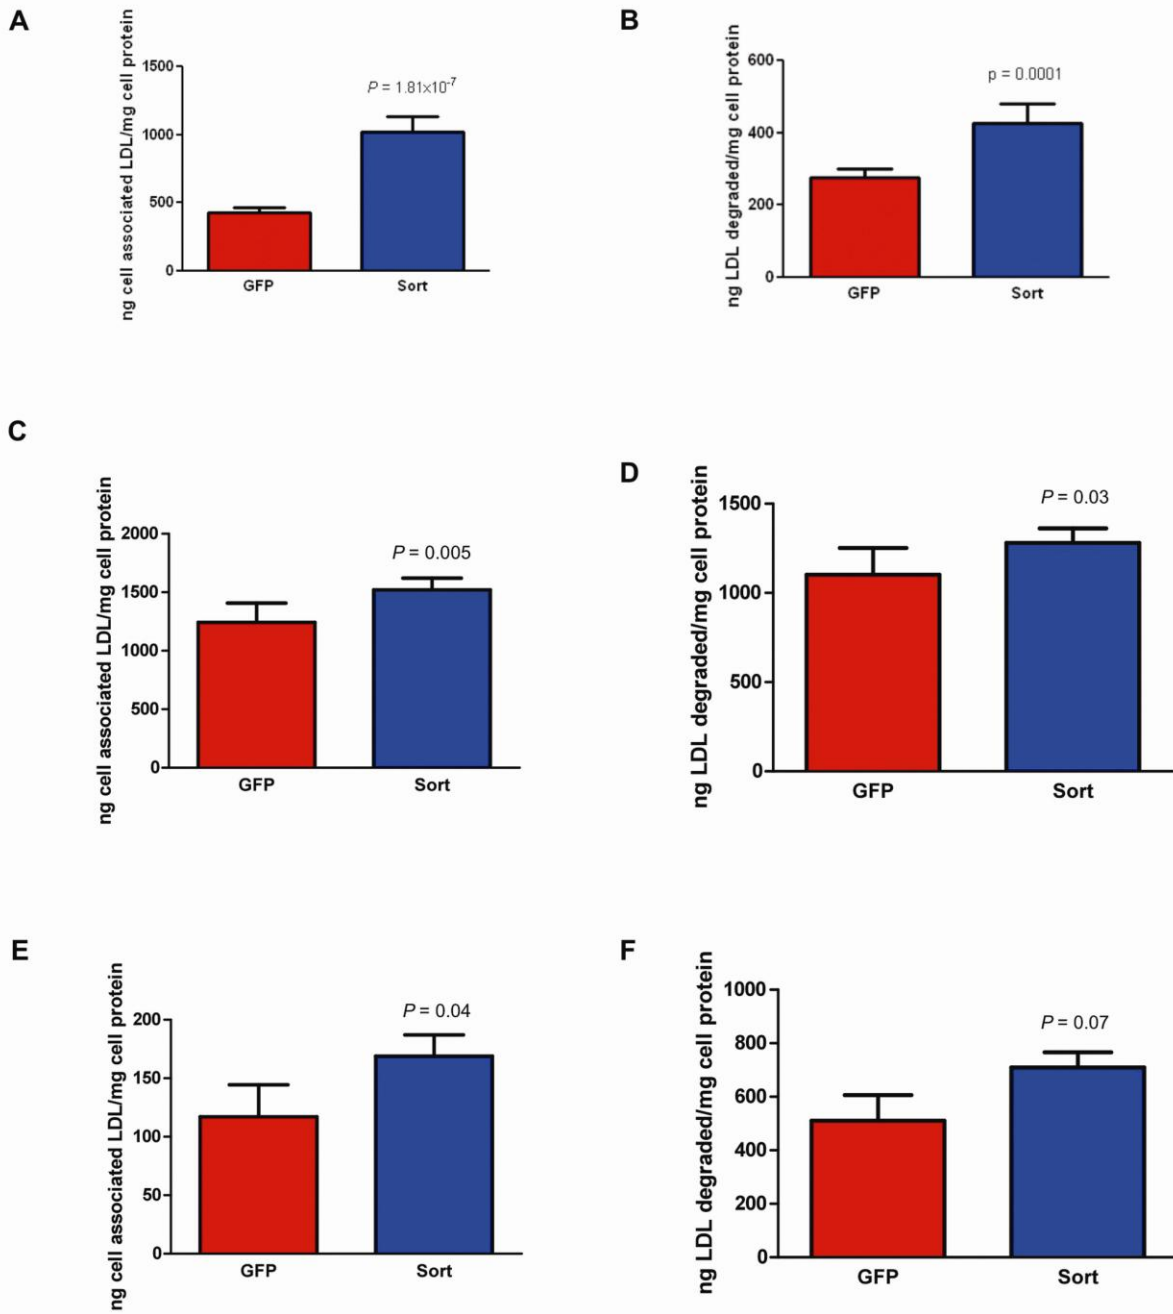 A
ng cell associated LDL/mg cell protein
1500
1000
500
0
P = 1.81×10⁻⁷
GFP
Sort
B
ng LDL degraded/mg cell protein
600
400
200
0
p = 0.0001
GFP
Sort
C
ng cell associated LDL/mg cell protein
2000
1500
1000
500
0
P = 0.005
GFP
Sort
D
ng LDL degraded/mg cell protein
1500
1000
500
0
P = 0.03
GFP
Sort
E
ng cell associated LDL/mg cell protein
200
150
100
50
0
P = 0.04
GFP
Sort
F
ng LDL degraded/mg cell protein
1000
800
600
400
200
0
P = 0.07
GFP
Sort